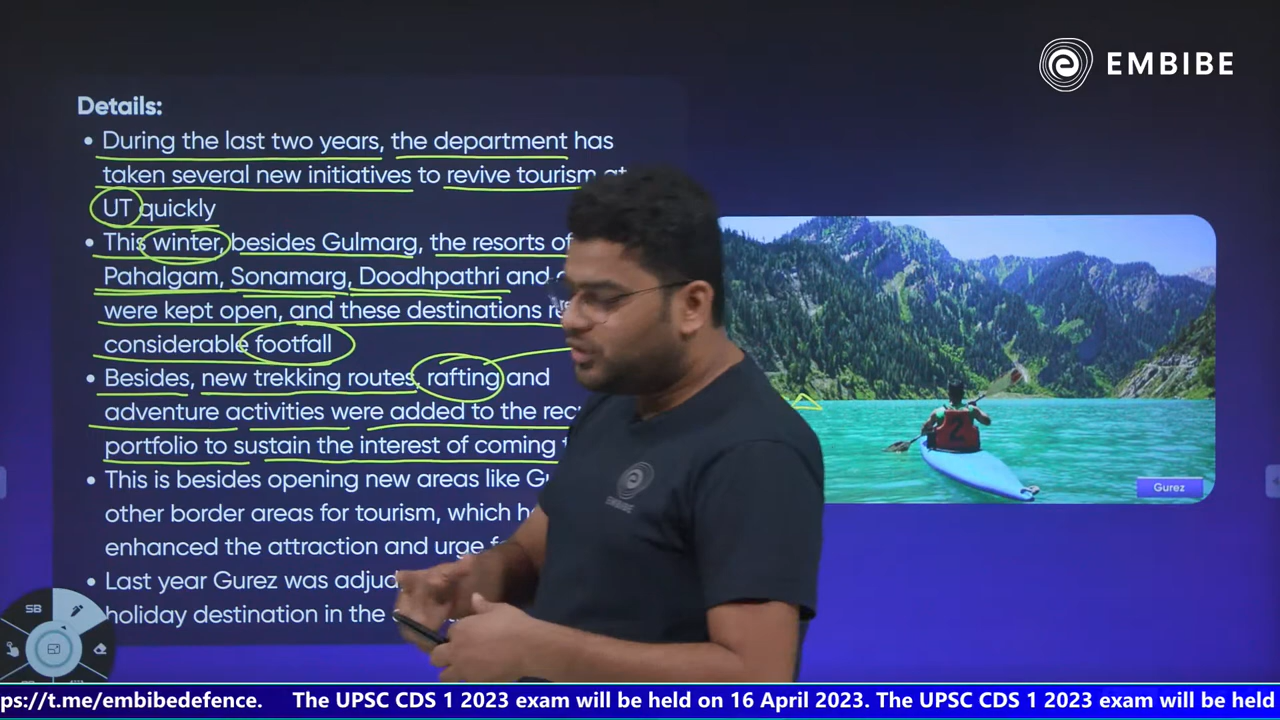 EMBIBE
Details:
• During the last two years, the department has
taken several new initiatives to revive tourism at
UT quickly
• This winter, besides Gulmarg, the resorts of
Pahalgam, Sonamarg, Doodhpathri and
were kept open, and these destinations
considerable footfall
• Besides, new trekking routes, rafting and
adventure activities were added to the
portfolio to sustain the interest of coming
• This is besides opening new areas like
other border areas for tourism, which
enhanced the attraction and urge
• Last year Gurez was
holiday destination in the
2
Gurez
EMBIBE
SB
ps://t.me/embibedefence. The UPSC CDS 1 2023 exam will be held on 16 April 2023. The UPSC CDS 1 2023 exam will be held